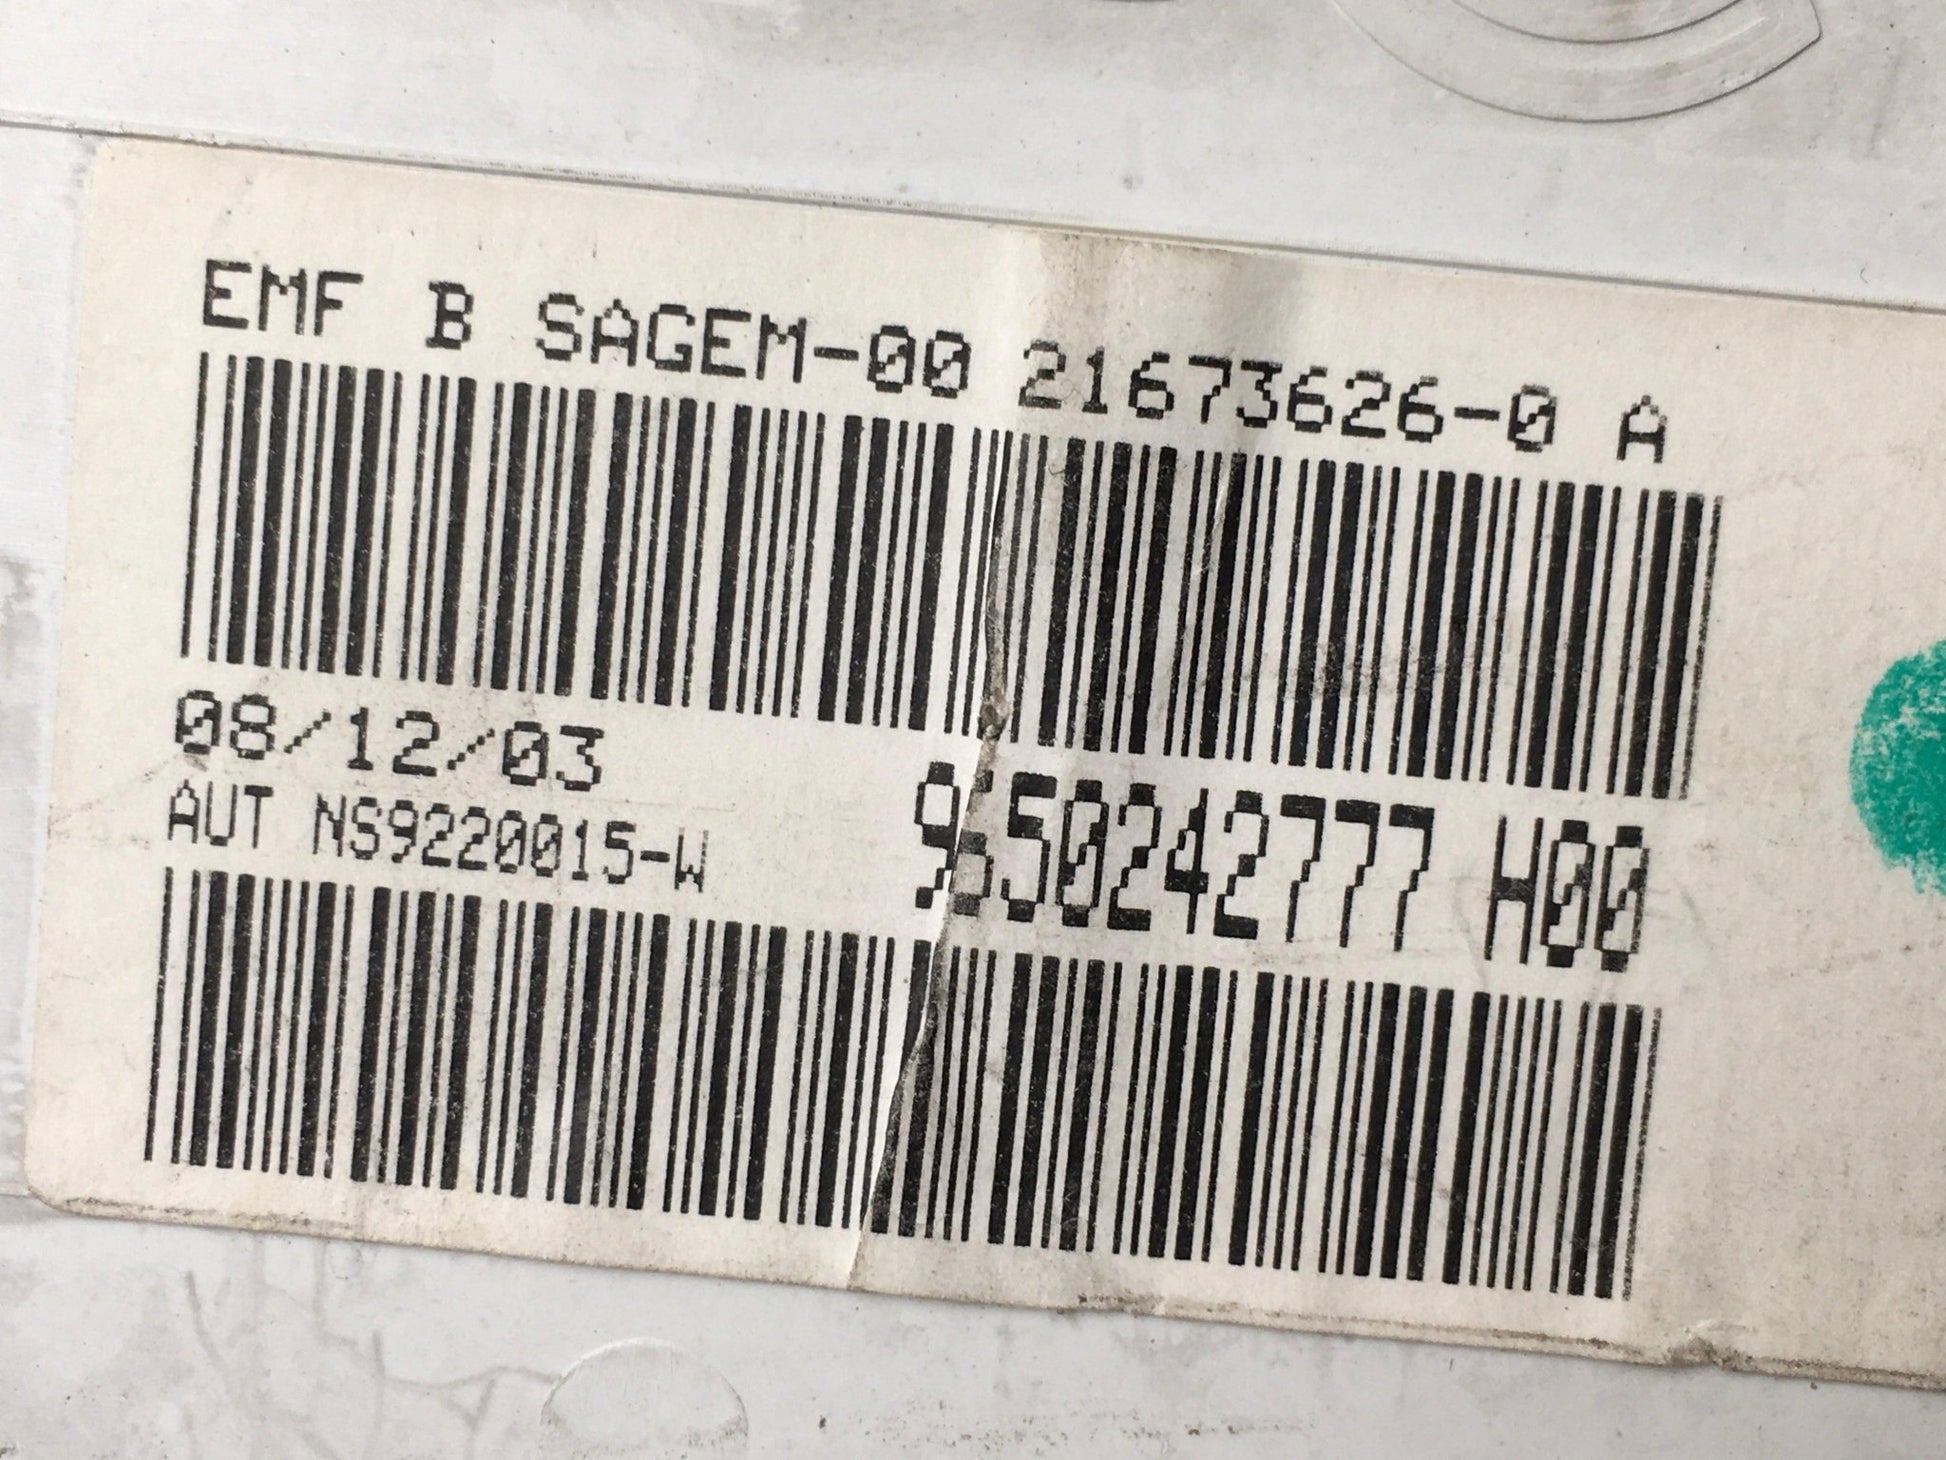 EMF B SAGEM-00 21673626-0 A
08/12/03
AUT NS9220015-W
9650242777 H00